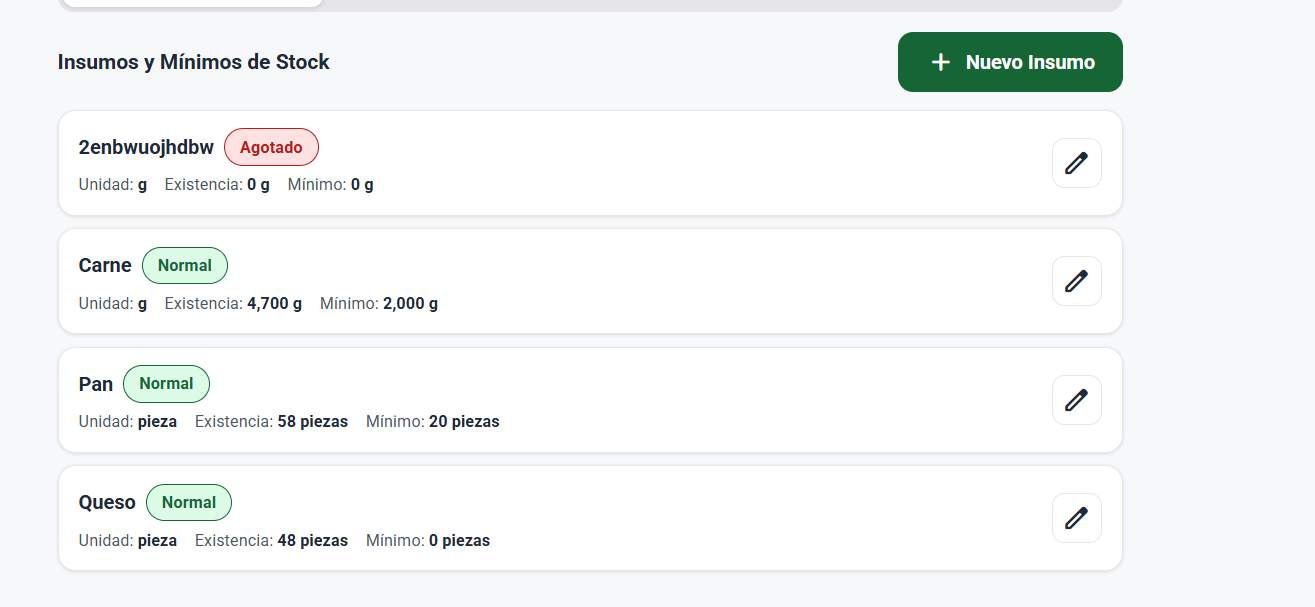 Insumos y Mínimos de Stock
+ Nuevo Insumo
2enbwuojhdbw Agotado
Unidad: g Existencia: 0 g Mínimo: 0 g
Carne Normal
Unidad: g Existencia: 4,700 g Mínimo: 2,000 g
Pan Normal
Unidad: pieza Existencia: 58 piezas Mínimo: 20 piezas
Queso Normal
Unidad: pieza Existencia: 48 piezas Mínimo: 0 piezas